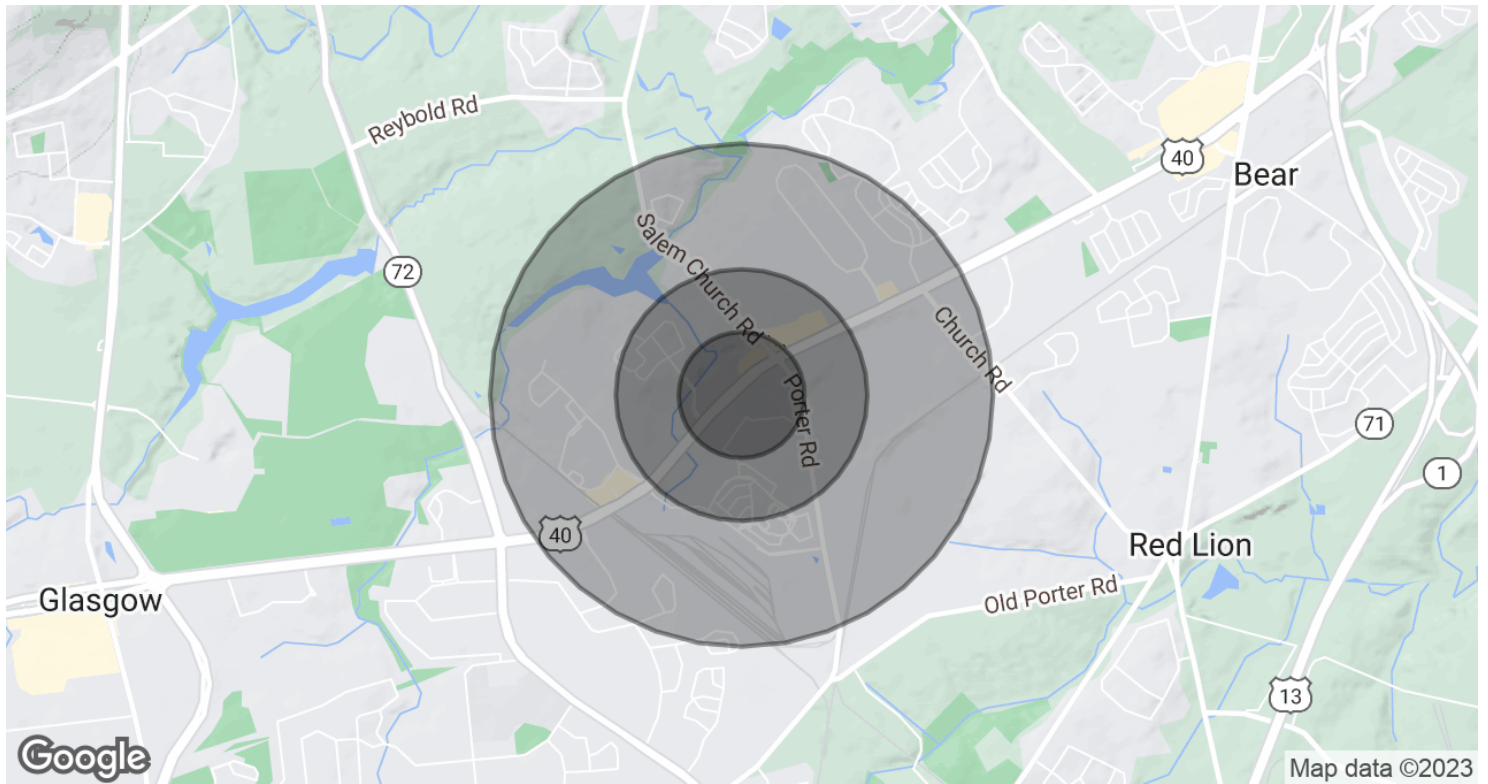 Reybold Rd
40
Bear
Salem Church Rd
72
Church Rd
Porter Rd
71
1
40
Red Lion
Old Porter Rd
Glasgow
13
Google
Map data ©2023